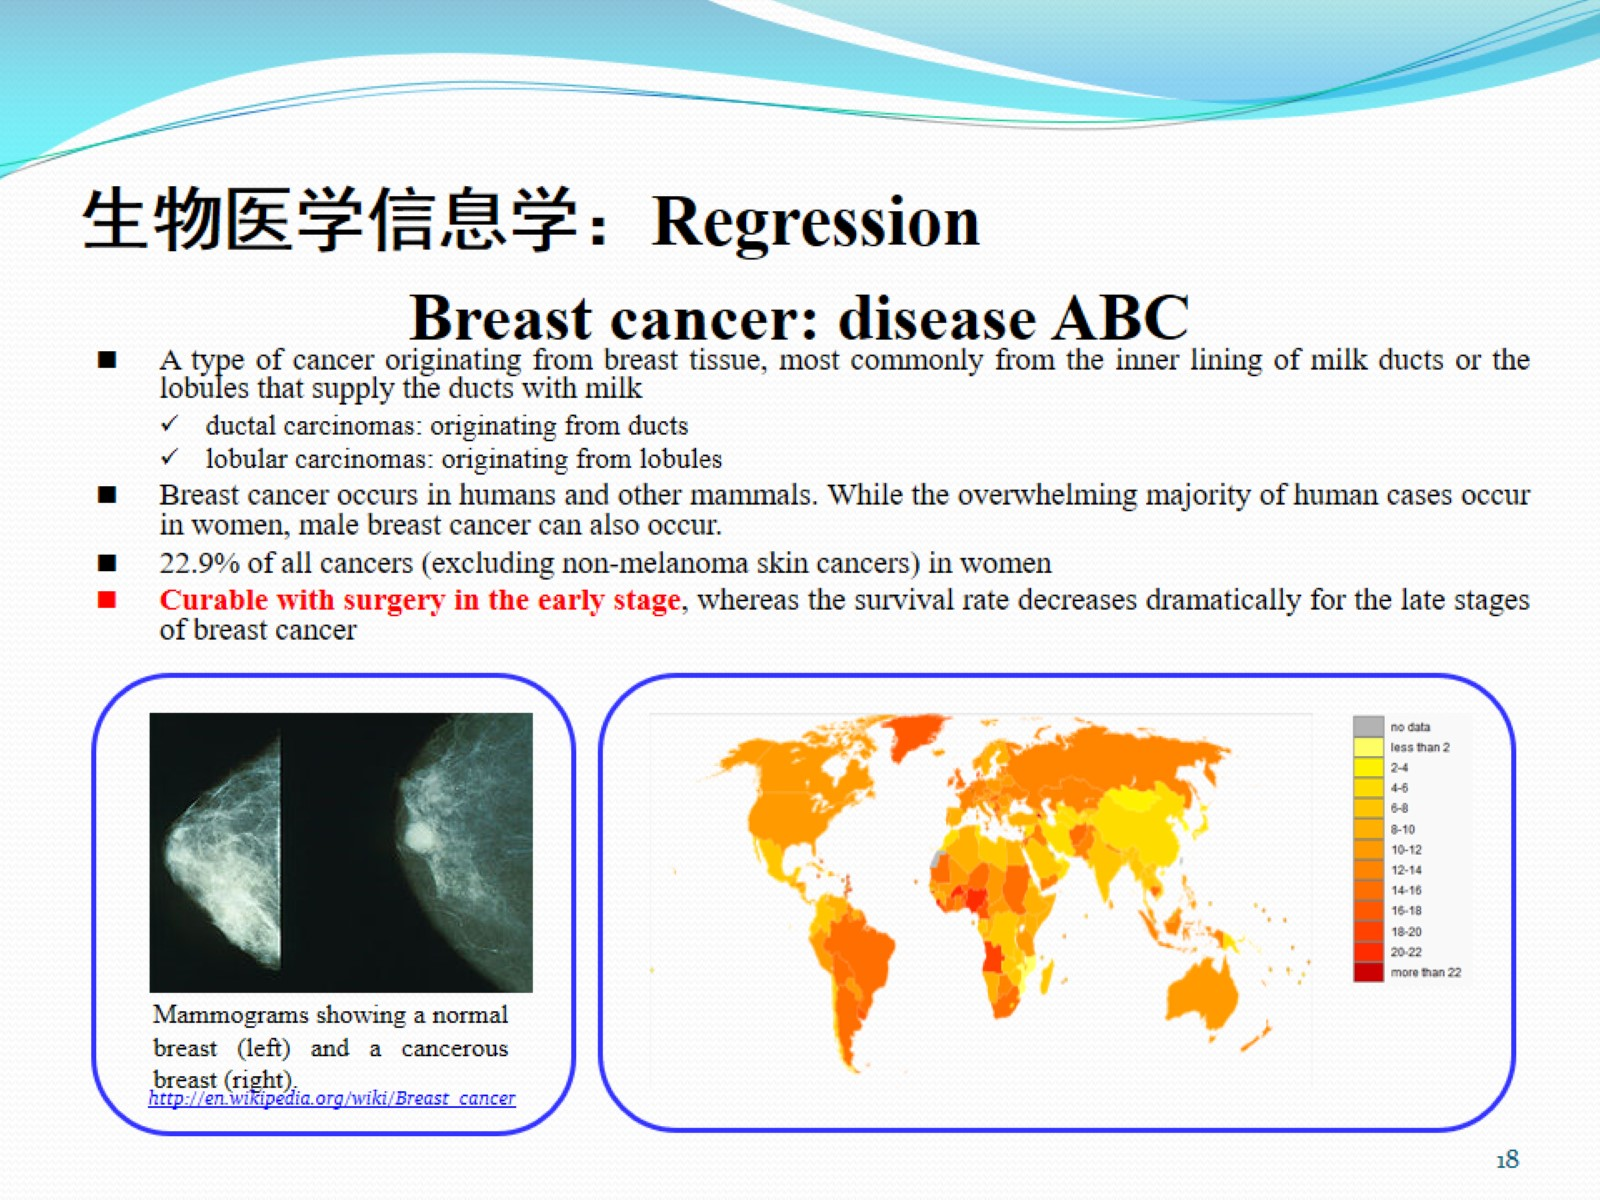 生物医学信息学：Regression
Breast cancer: disease ABC
■ A type of cancer originating from breast tissue, most commonly from the inner lining of milk ducts or the
lobules that supply the ducts with milk
✓ ductal carcinomas: originating from ducts
✓ lobular carcinomas: originating from lobules
■ Breast cancer occurs in humans and other mammals. While the overwhelming majority of human cases occur
in women, male breast cancer can also occur.
■ 22.9% of all cancers (excluding non-melanoma skin cancers) in women
■ Curable with surgery in the early stage, whereas the survival rate decreases dramatically for the late stages
of breast cancer
Mammograms showing a normal
breast (left) and a cancerous
breast (right).
http://en.wikipedia.org/wiki/Breast_cancer
no data
less than 2
2-4
4-6
6-8
8-10
10-12
12-14
14-16
16-18
18-20
20-22
more than 22
18